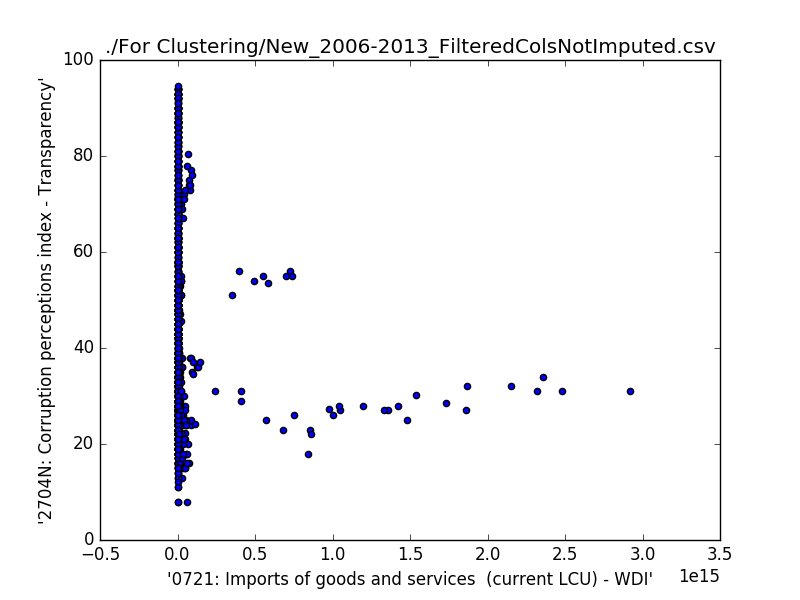 ./For Clustering/New_2006-2013_FilteredColsNotImputed.csv
'2704N: Corruption perceptions index - Transparency'
100
80
60
40
20
0
−0.5 0.0 0.5 1.0 1.5 2.0 2.5 3.0 3.5
1e15
'0721: Imports of goods and services  (current LCU) - WDI'